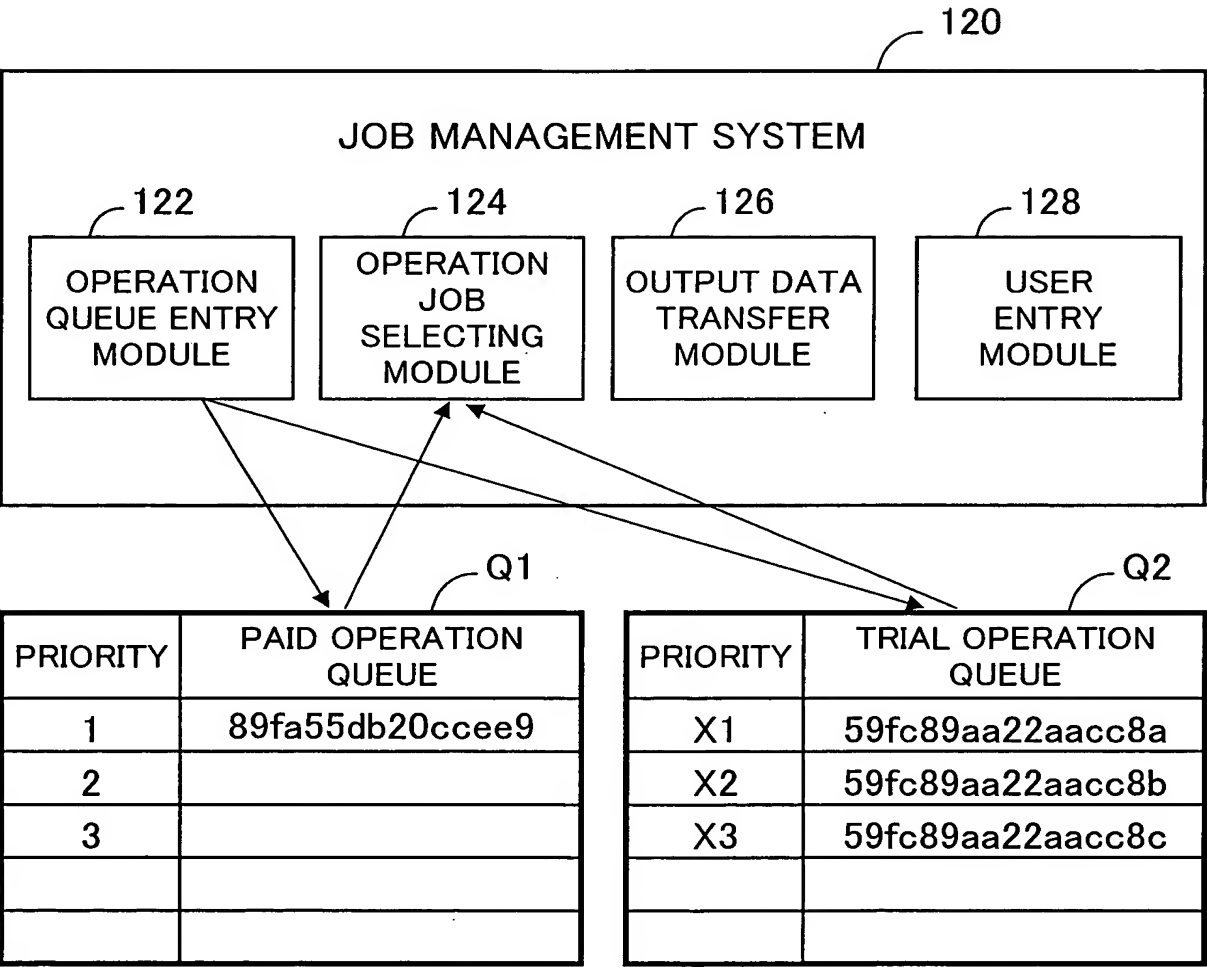 120
JOB MANAGEMENT SYSTEM
122
124
126
128
OPERATION
QUEUE ENTRY
MODULE
OPERATION
JOB
SELECTING
MODULE
OUTPUT DATA
TRANSFER
MODULE
USER
ENTRY
MODULE
Q1
PRIORITY
PAID OPERATION
QUEUE
1
89fa55db20ccee9
2
3
Q2
PRIORITY
TRIAL OPERATION
QUEUE
X1
59fc89aa22aacc8a
X2
59fc89aa22aacc8b
X3
59fc89aa22aacc8c